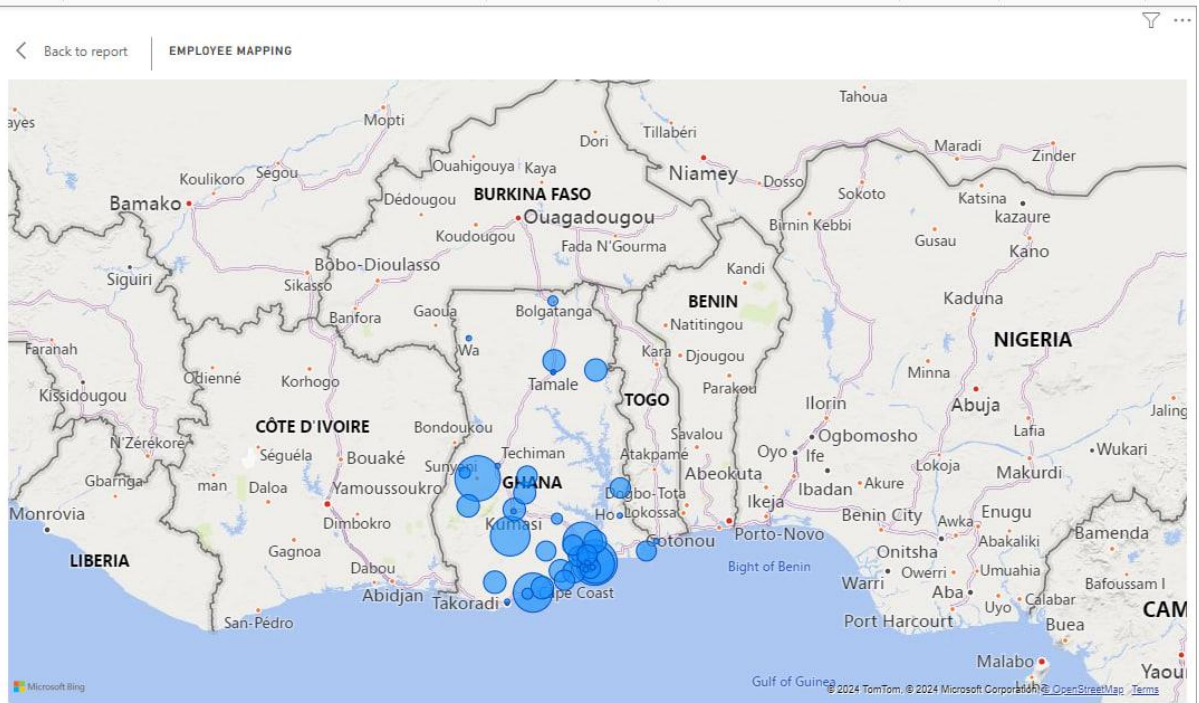 Back to report
EMPLOYEE MAPPING
Tahoua
ayes
Mopti
Dori
Tillabéri
Maradi
Zinder
Ouahigouya
Kaya
Niamey
Ségou
Koulikoro
Dosso
Bamako
Dédougou
BURKINA FASO
Sokoto
Katsina
Ouagadougou
kazaure
Birnin Kebbi
Koudougou
Gusau
Fada N'Gourma
Kano
Bobo-Dioulasso
Kandi
Siguiri
Sikasso
Kaduna
BENIN
Banfora
Gaoua
Bolgatanga
Natitingou
NIGERIA
Faranah
Wa
Kara
Djougou
Minna
Odienné
Korhogo
Tamale
Parakou
Kissidougou
TOGO
Ilorin
Abuja
Jaling
CÔTE D'IVOIRE
Bondoukou
Savalou
Ogbomosho
Lafia
N'Zérékoré
Séguéla
Bouaké
Techiman
Atakpamé
Oyo
Ife
Wukari
Sunyani
Lokoja
Gbarnga
man
Daloa
Yamoussoukro
GHANA
Abeokuta
Makurdi
Dogbo-Tota
Ibadan
Akure
Ikeja
Monrovia
Dimbokro
Kumasi
Ho
Lokossa
Benin City
Awka
Enugu
Porto-Novo
Cotonou
Abakaliki
Bamenda
Gagnoa
Onitsha
LIBERIA
Dabou
Bight of Benin
Owerri
Umuahia
Warri
Bafoussam I
Abidjan
Takoradi
Cape Coast
Aba
Calabar
Uyo
CAM
San-Pédro
Port Harcourt
Buea
Malabo
Yaou
Microsoft Bing
Gulf of Guinea
Luba
© 2024 TomTom, © 2024 Microsoft Corporation, © OpenStreetMap Terms